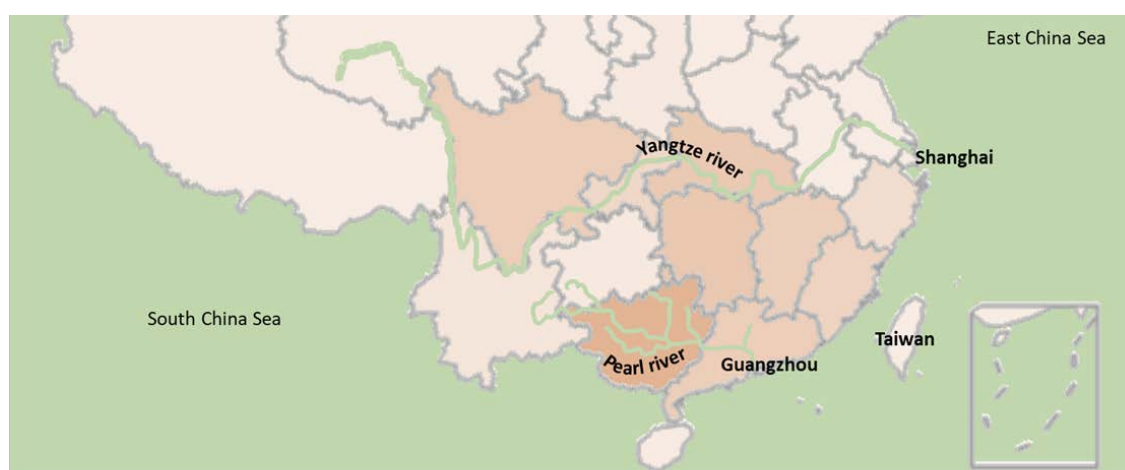 East China Sea
Yangtze river
Shanghai
South China Sea
Taiwan
Pearl river
Guangzhou